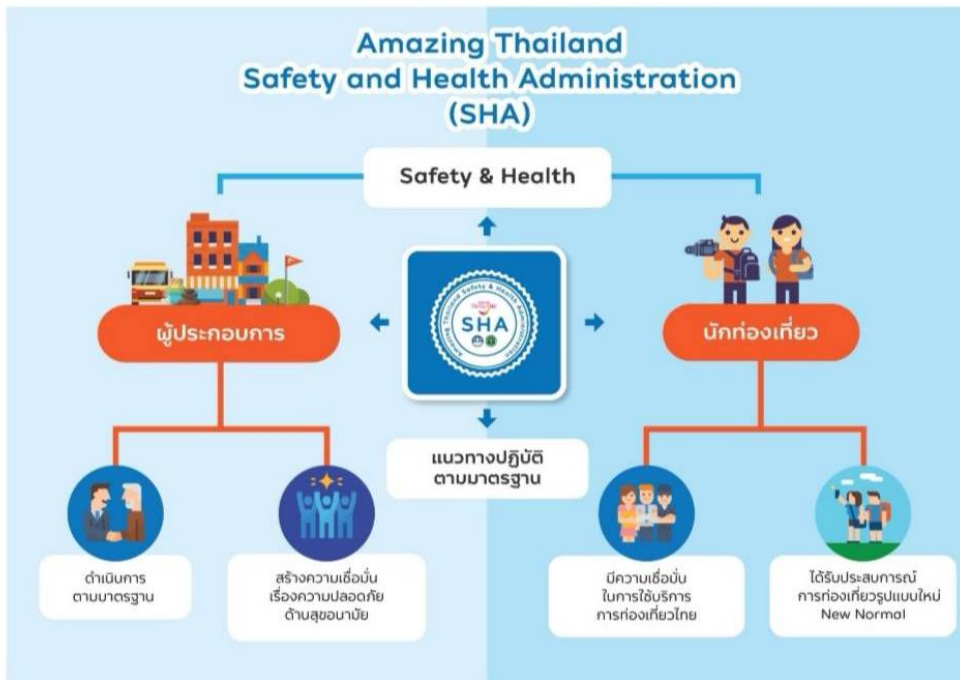 Amazing Thailand
Safety and Health Administration
(SHA)
Safety & Health
Amazing Thailand Safety & Health Administration
SHA
ผู้ประกอบการ
นักท่องเที่ยว
แนวทางปฏิบัติ
ตามมาตรฐาน
ดำเนินการ
ตามมาตรฐาน
สร้างความเชื่อมั่น
เรื่องความปลอดภัย
ด้านสุขอนามัย
มีความเชื่อมั่น
ในการใช้บริการ
การท่องเที่ยวไทย
ได้รับประสบการณ์
การท่องเที่ยวรูปแบบใหม่
New Normal